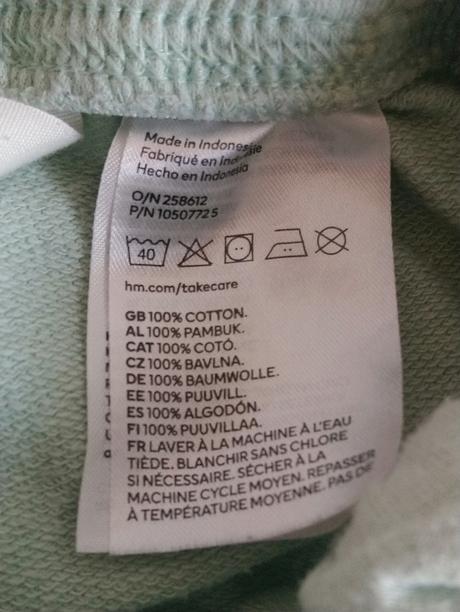 Made in Indonesie
Fabriqué en Indonésie
Hecho en Indonesia
O/N 258612
P/N 10507725
40
hm.com/takecare
GB 100% COTTON.
AL 100% PAMBUK.
CAT 100% COTÓ.
CZ 100% BAVLNA.
DE 100% BAUMWOLLE.
EE 100% PUUVILL.
ES 100% ALGODÓN.
FI 100% PUUVILLAA.
FR LAVER À LA MACHINE À L'EAU
TIÈDE. BLANCHIR SANS CHLORE
SI NÉCESSAIRE. SÉCHER À LA
MACHINE CYCLE MOYEN. REPASSER
À TEMPÉRATURE MOYENNE. PAS DE